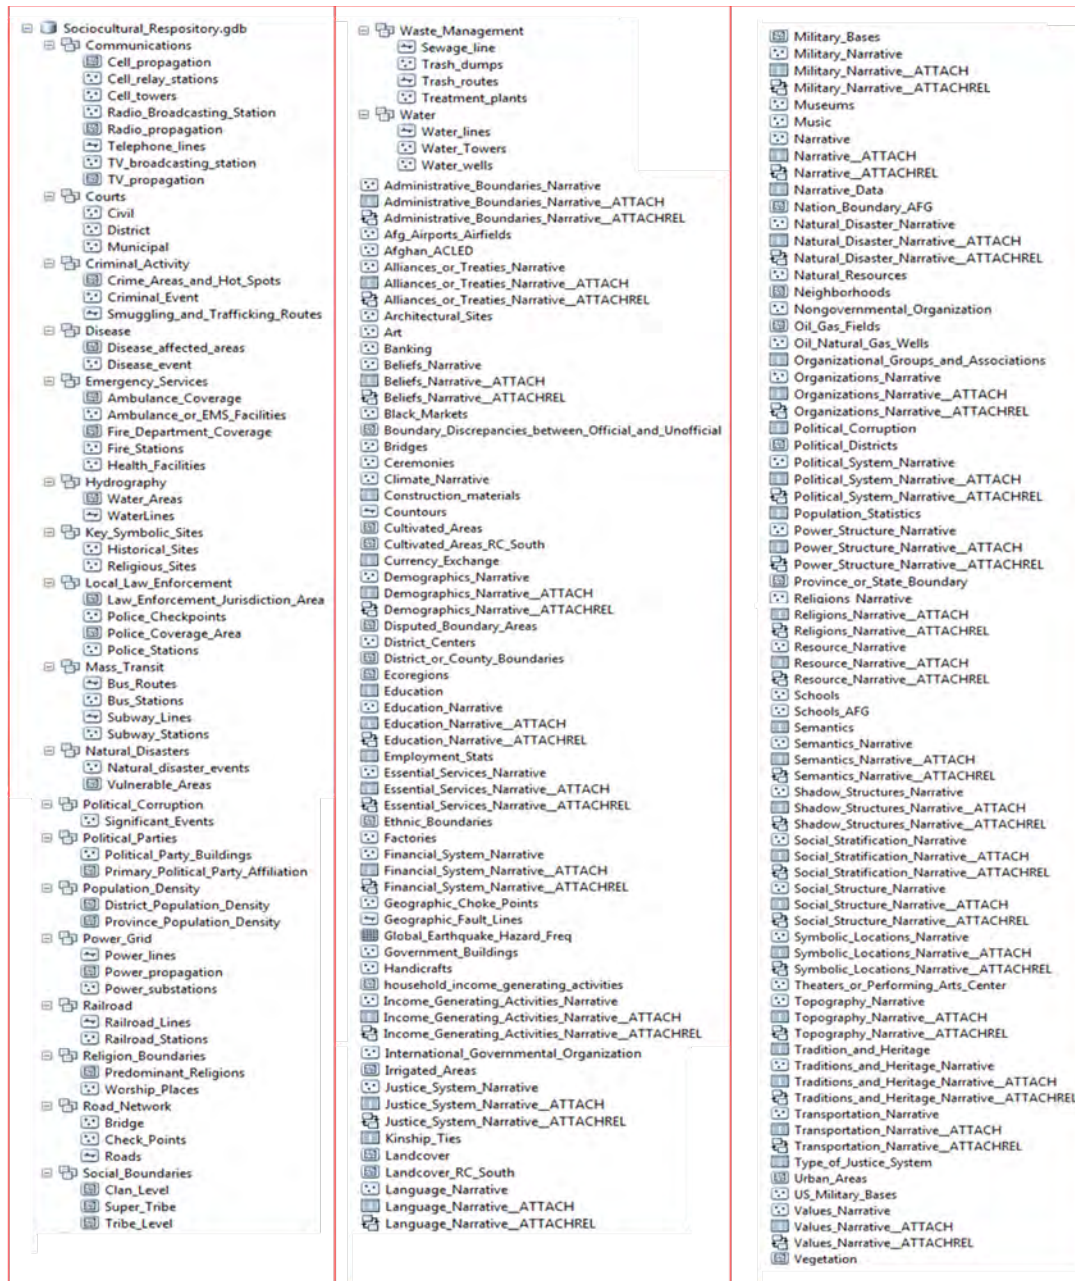 Sociocultural_Respository.gdb
Communications
Cell_propagation
Cell_relay_stations
Cell_towers
Radio_Broadcasting_Station
Radio_propagation
Telephone_lines
TV_broadcasting_station
TV_propagation
Courts
Civil
District
Municipal
Criminal_Activity
Crime_Areas_and_Hot_Spots
Criminal_Event
Smuggling_and_Trafficking_Routes
Disease
Disease_affected_areas
Disease_event
Emergency_Services
Ambulance_Coverage
Ambulance_or_EMS_Facilities
Fire_Department_Coverage
Fire_Stations
Health_Facilities
Hydrography
Water_Areas
WaterLines
Key_Symbolic_Sites
Historical_Sites
Religious_Sites
Local_Law_Enforcement
Law_Enforcement_Jurisdiction_Area
Police_Checkpoints
Police_Coverage_Area
Police_Stations
Mass_Transit
Bus_Routes
Bus_Stations
Subway_Lines
Subway_Stations
Natural_Disasters
Natural_disaster_events
Vulnerable_Areas
Political_Corruption
Significant_Events
Political_Parties
Political_Party_Buildings
Primary_Political_Party_Affiliation
Population_Density
District_Population_Density
Province_Population_Density
Power_Grid
Power_lines
Power_propagation
Power_substations
Railroad
Railroad_Lines
Railroad_Stations
Religion_Boundaries
Predominant_Religions
Worship_Places
Road_Network
Bridge
Check_Points
Roads
Social_Boundaries
Clan_Level
Super_Tribe
Tribe_Level
Waste_Management
Sewage_line
Trash_dumps
Trash_routes
Treatment_plants
Water
Water_lines
Water_Towers
Water_wells
Administrative_Boundaries_Narrative
Administrative_Boundaries_Narrative__ATTACH
Administrative_Boundaries_Narrative__ATTACHREL
Afg_Airports_Airfields
Afghan_ACLED
Alliances_or_Treaties_Narrative
Alliances_or_Treaties_Narrative__ATTACH
Alliances_or_Treaties_Narrative__ATTACHREL
Architectural_Sites
Art
Banking
Beliefs_Narrative
Beliefs_Narrative__ATTACH
Beliefs_Narrative__ATTACHREL
Black_Markets
Boundary_Discrepancies_between_Official_and_Unofficial
Bridges
Ceremonies
Climate_Narrative
Construction_materials
Countours
Cultivated_Areas
Cultivated_Areas_RC_South
Currency_Exchange
Demographics_Narrative
Demographics_Narrative__ATTACH
Demographics_Narrative__ATTACHREL
Disputed_Boundary_Areas
District_Centers
District_or_County_Boundaries
Ecoregions
Education
Education_Narrative
Education_Narrative__ATTACH
Education_Narrative__ATTACHREL
Employment_Stats
Essential_Services_Narrative
Essential_Services_Narrative__ATTACH
Essential_Services_Narrative__ATTACHREL
Ethnic_Boundaries
Factories
Financial_System_Narrative
Financial_System_Narrative__ATTACH
Financial_System_Narrative__ATTACHREL
Geographic_Choke_Points
Geographic_Fault_Lines
Global_Earthquake_Hazard_Freq
Government_Buildings
Handicrafts
household_income_generating_activities
Income_Generating_Activities_Narrative
Income_Generating_Activities_Narrative__ATTACH
Income_Generating_Activities_Narrative__ATTACHREL
International_Governmental_Organization
Irrigated_Areas
Justice_System_Narrative
Justice_System_Narrative__ATTACH
Justice_System_Narrative__ATTACHREL
Kinship_Ties
Landcover
Landcover_RC_South
Language_Narrative
Language_Narrative__ATTACH
Language_Narrative__ATTACHREL
Military_Bases
Military_Narrative
Military_Narrative__ATTACH
Military_Narrative__ATTACHREL
Museums
Music
Narrative
Narrative__ATTACH
Narrative__ATTACHREL
Narrative_Data
Nation_Boundary_AFG
Natural_Disaster_Narrative
Natural_Disaster_Narrative__ATTACH
Natural_Disaster_Narrative__ATTACHREL
Natural_Resources
Neighborhoods
Nongovernmental_Organization
Oil_Gas_Fields
Oil_Natural_Gas_Wells
Organizational_Groups_and_Associations
Organizations_Narrative
Organizations_Narrative__ATTACH
Organizations_Narrative__ATTACHREL
Political_Corruption
Political_Districts
Political_System_Narrative
Political_System_Narrative__ATTACH
Political_System_Narrative__ATTACHREL
Population_Statistics
Power_Structure_Narrative
Power_Structure_Narrative__ATTACH
Power_Structure_Narrative__ATTACHREL
Province_or_State_Boundary
Religions_Narrative
Religions_Narrative__ATTACH
Religions_Narrative__ATTACHREL
Resource_Narrative
Resource_Narrative__ATTACH
Resource_Narrative__ATTACHREL
Schools
Schools_AFG
Semantics
Semantics_Narrative
Semantics_Narrative__ATTACH
Semantics_Narrative__ATTACHREL
Shadow_Structures_Narrative
Shadow_Structures_Narrative__ATTACH
Shadow_Structures_Narrative__ATTACHREL
Social_Stratification_Narrative
Social_Stratification_Narrative__ATTACH
Social_Stratification_Narrative__ATTACHREL
Social_Structure_Narrative
Social_Structure_Narrative__ATTACH
Social_Structure_Narrative__ATTACHREL
Symbolic_Locations_Narrative
Symbolic_Locations_Narrative__ATTACH
Symbolic_Locations_Narrative__ATTACHREL
Theaters_or_Performing_Arts_Center
Topography_Narrative
Topography_Narrative__ATTACH
Topography_Narrative__ATTACHREL
Tradition_and_Heritage
Traditions_and_Heritage_Narrative
Traditions_and_Heritage_Narrative__ATTACH
Traditions_and_Heritage_Narrative__ATTACHREL
Transportation_Narrative
Transportation_Narrative__ATTACH
Transportation_Narrative__ATTACHREL
Type_of_Justice_System
Urban_Areas
US_Military_Bases
Values_Narrative
Values_Narrative__ATTACH
Values_Narrative__ATTACHREL
Vegetation